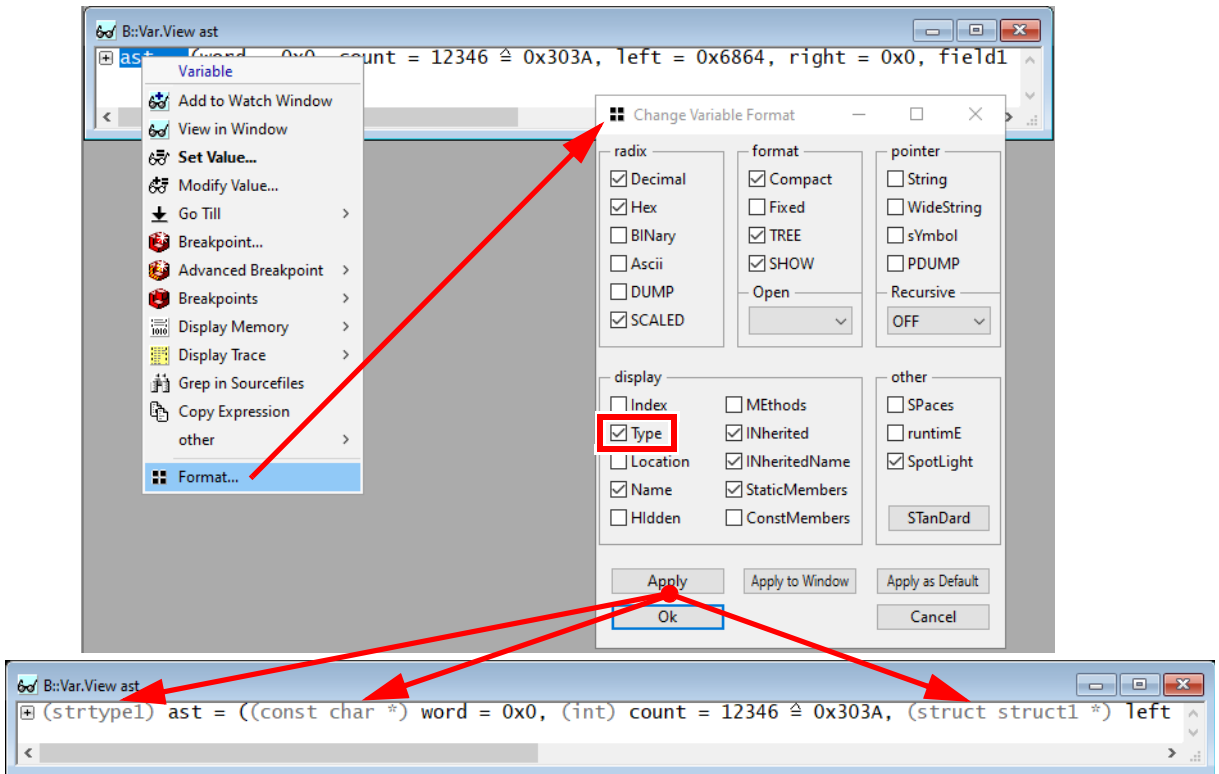 B::Var.View ast
ast = (word = 0x0, count = 12346 ≙ 0x303A, left = 0x6864, right = 0x0, field1
Variable
Add to Watch Window
View in Window
Set Value...
Modify Value...
Go Till
Breakpoint...
Advanced Breakpoint
Breakpoints
Display Memory
Display Trace
Grep in Sourcefiles
Copy Expression
other
Format...
Change Variable Format
radix
Decimal
Hex
BINary
Ascii
DUMP
SCALED
format
Compact
Fixed
TREE
SHOW
Open
pointer
String
WideString
sYmbol
PDUMP
Recursive
OFF
display
Index
Type
Location
Name
HIdden
MEthods
INherited
INheritedName
StaticMembers
ConstMembers
other
SPaces
runtimE
SpotLight
STanDard
Apply
Apply to Window
Apply as Default
Ok
Cancel
B::Var.View ast
(strtype1) ast = ((const char *) word = 0x0, (int) count = 12346 ≙ 0x303A, (struct struct1 *) left